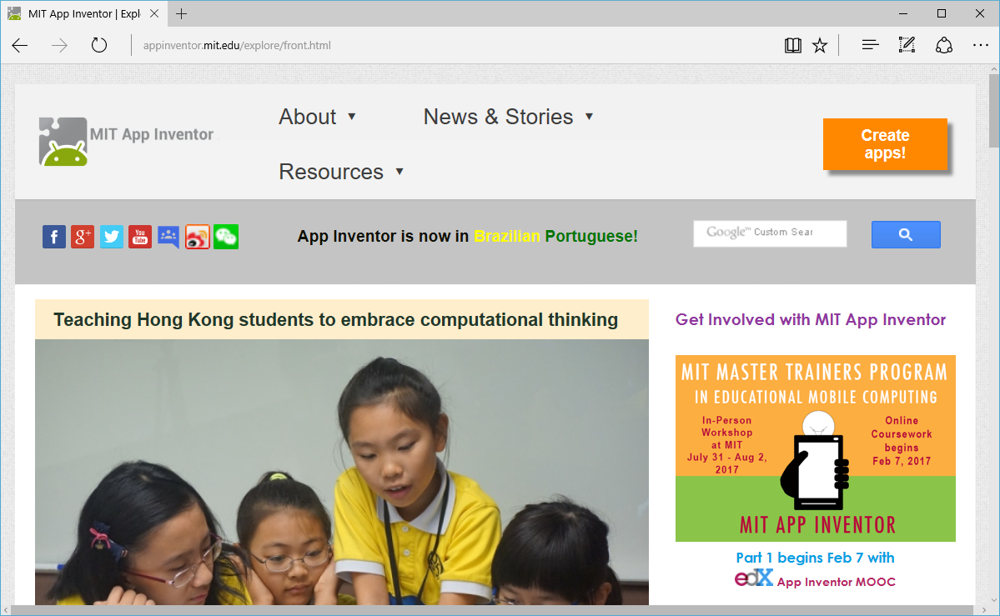 MIT App Inventor | Expl
appinventor.mit.edu/explore/front.html
MIT App Inventor
About
News & Stories
Resources
Create
apps!
f
g+
You
Tube
App Inventor is now in Brazilian Portuguese!
Google™ Custom Sear
Teaching Hong Kong students to embrace computational thinking
Get Involved with MIT App Inventor
MIT MASTER TRAINERS PROGRAM
IN EDUCATIONAL MOBILE COMPUTING
In-Person
Workshop
at MIT
July 31 - Aug 2,
2017
Online
Coursework
begins
Feb 7, 2017
MIT APP INVENTOR
Part 1 begins Feb 7 with
edX App Inventor MOOC